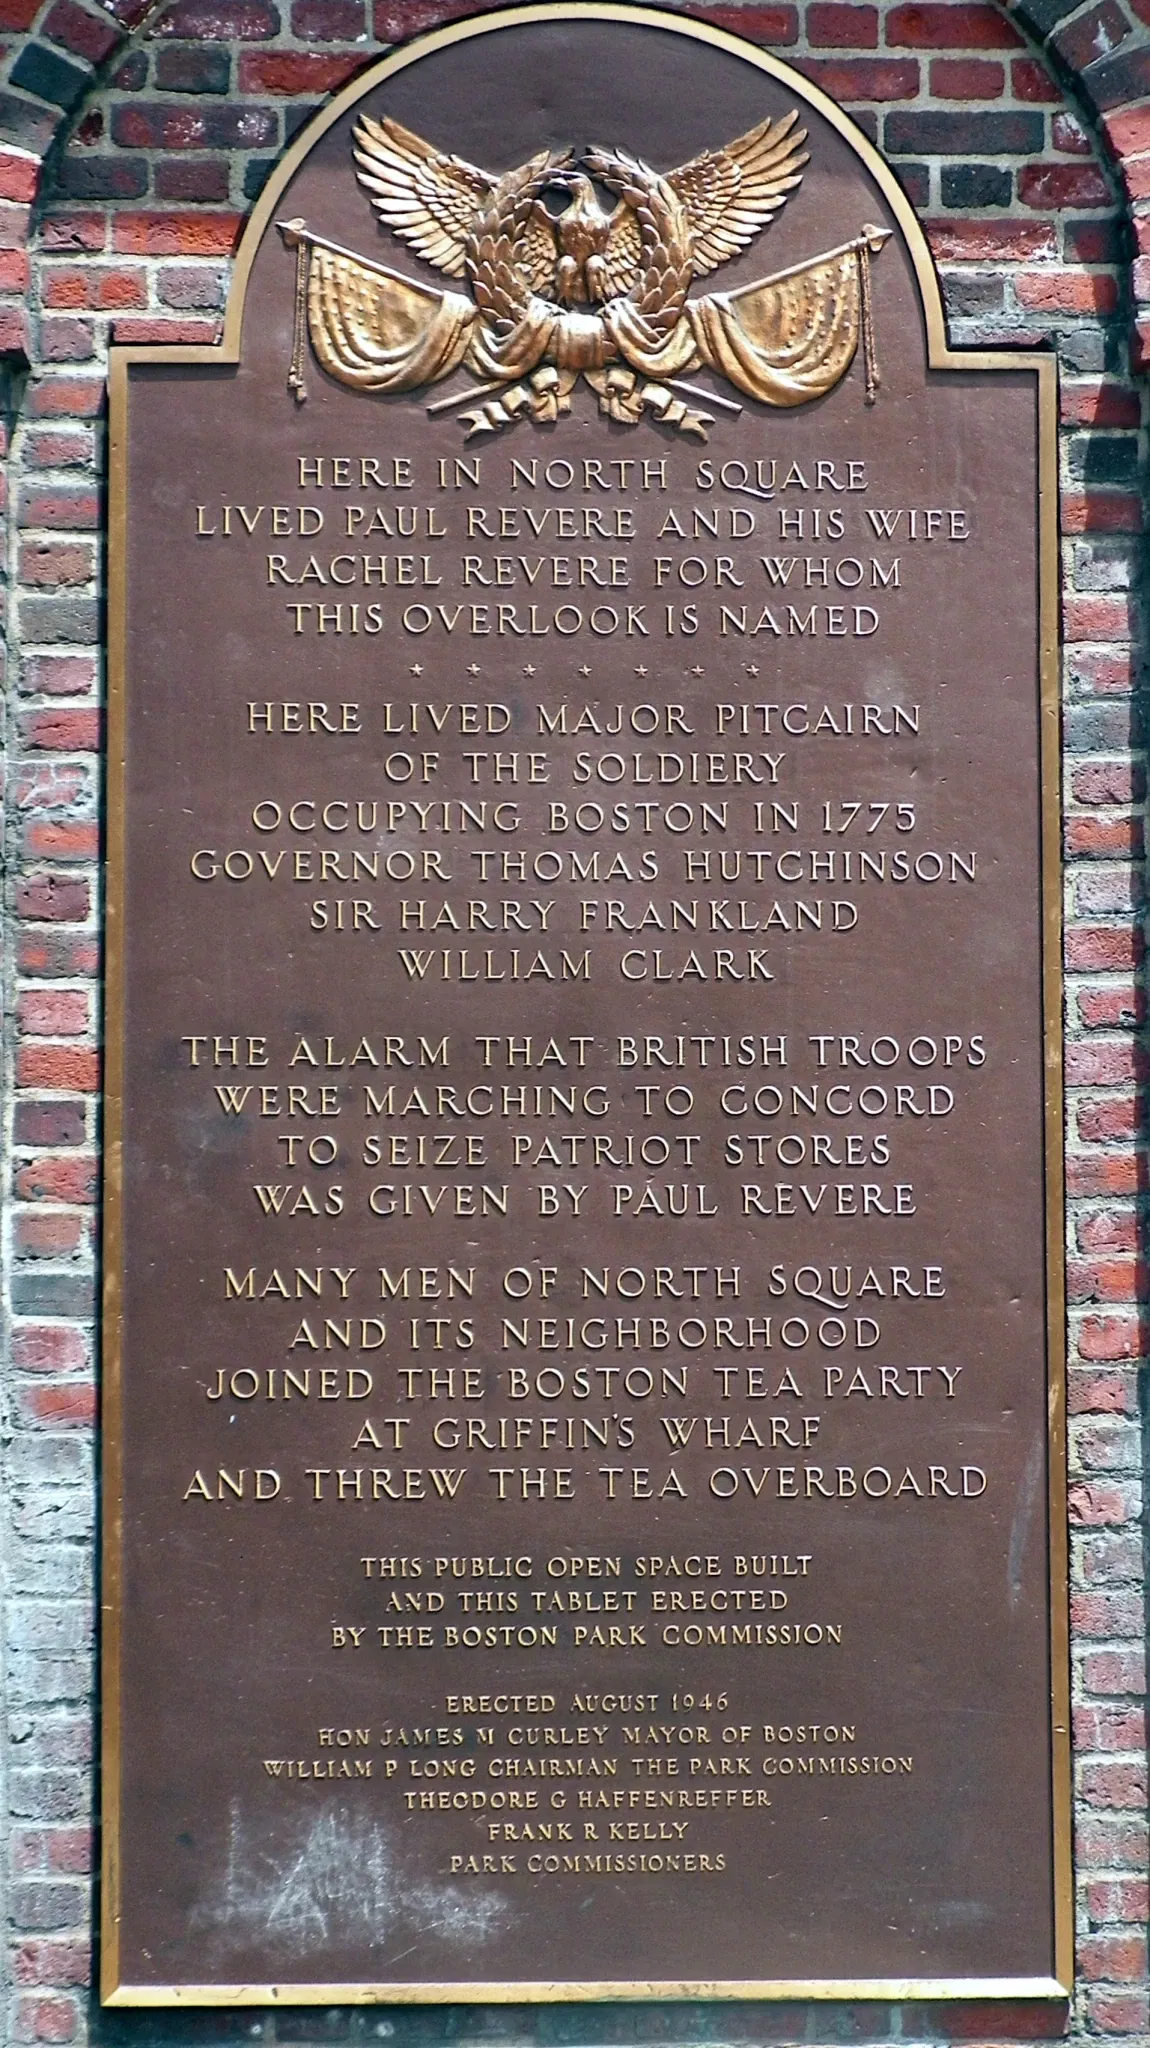 HERE IN NORTH SQUARE
LIVED PAUL REVERE AND HIS WIFE
RACHEL REVERE FOR WHOM
THIS OVERLOOK IS NAMED
* * * * * * *
HERE LIVED MAJOR PITCAIRN
OF THE SOLDIERY
OCCUPYING BOSTON IN 1775
GOVERNOR THOMAS HUTCHINSON
SIR HARRY FRANKLAND
WILLIAM CLARK
THE ALARM THAT BRITISH TROOPS
WERE MARCHING TO CONCORD
TO SEIZE PATRIOT STORES
WAS GIVEN BY PAUL REVERE
MANY MEN OF NORTH SQUARE
AND ITS NEIGHBORHOOD
JOINED THE BOSTON TEA PARTY
AT GRIFFIN'S WHARF
AND THREW THE TEA OVERBOARD
THIS PUBLIC OPEN SPACE BUILT
AND THIS TABLET ERECTED
BY THE BOSTON PARK COMMISSION
ERECTED AUGUST 1946
HON JAMES M CURLEY MAYOR OF BOSTON
WILLIAM P LONG CHAIRMAN THE PARK COMMISSION
THEODORE G HAFFENREFFER
FRANK R KELLY
PARK COMMISSIONERS